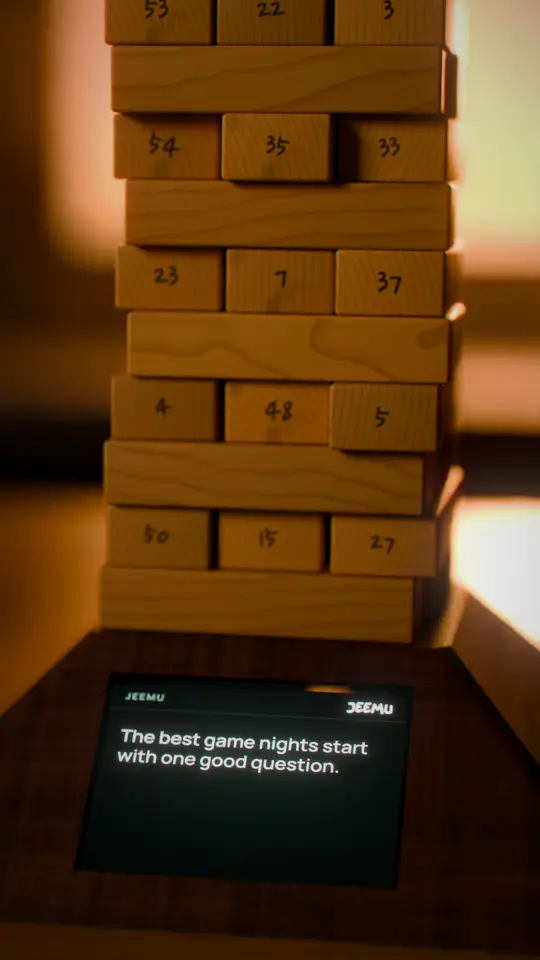 53 22 3
54 35 33
23 7 37
4 48 5
50 15 27
JEEMU JEEMU
The best game nights start
with one good question.